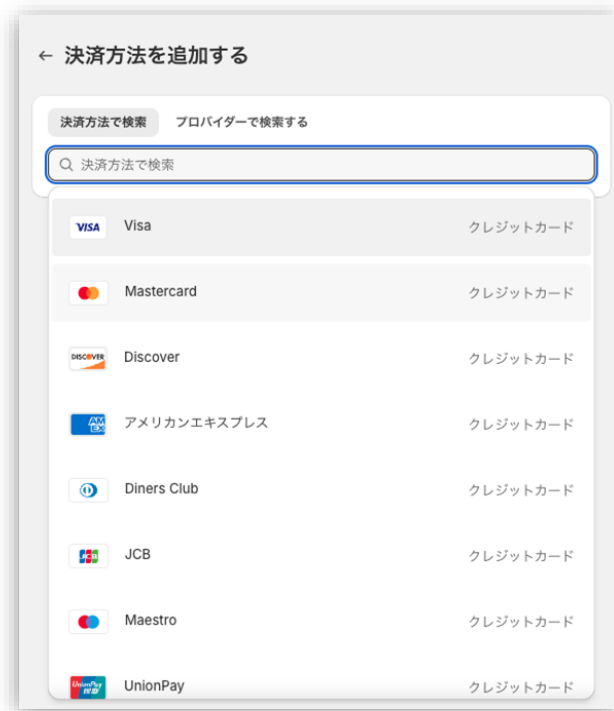 ← 決済方法を追加する
決済方法で検索 プロバイダーで検索する
決済方法で検索
VISA Visa クレジットカード
Mastercard クレジットカード
DISCOVER Discover クレジットカード
AM EX アメリカンエキスプレス クレジットカード
Diners Club クレジットカード
JCB JCB クレジットカード
Maestro クレジットカード
UnionPay 银联 UnionPay クレジットカード